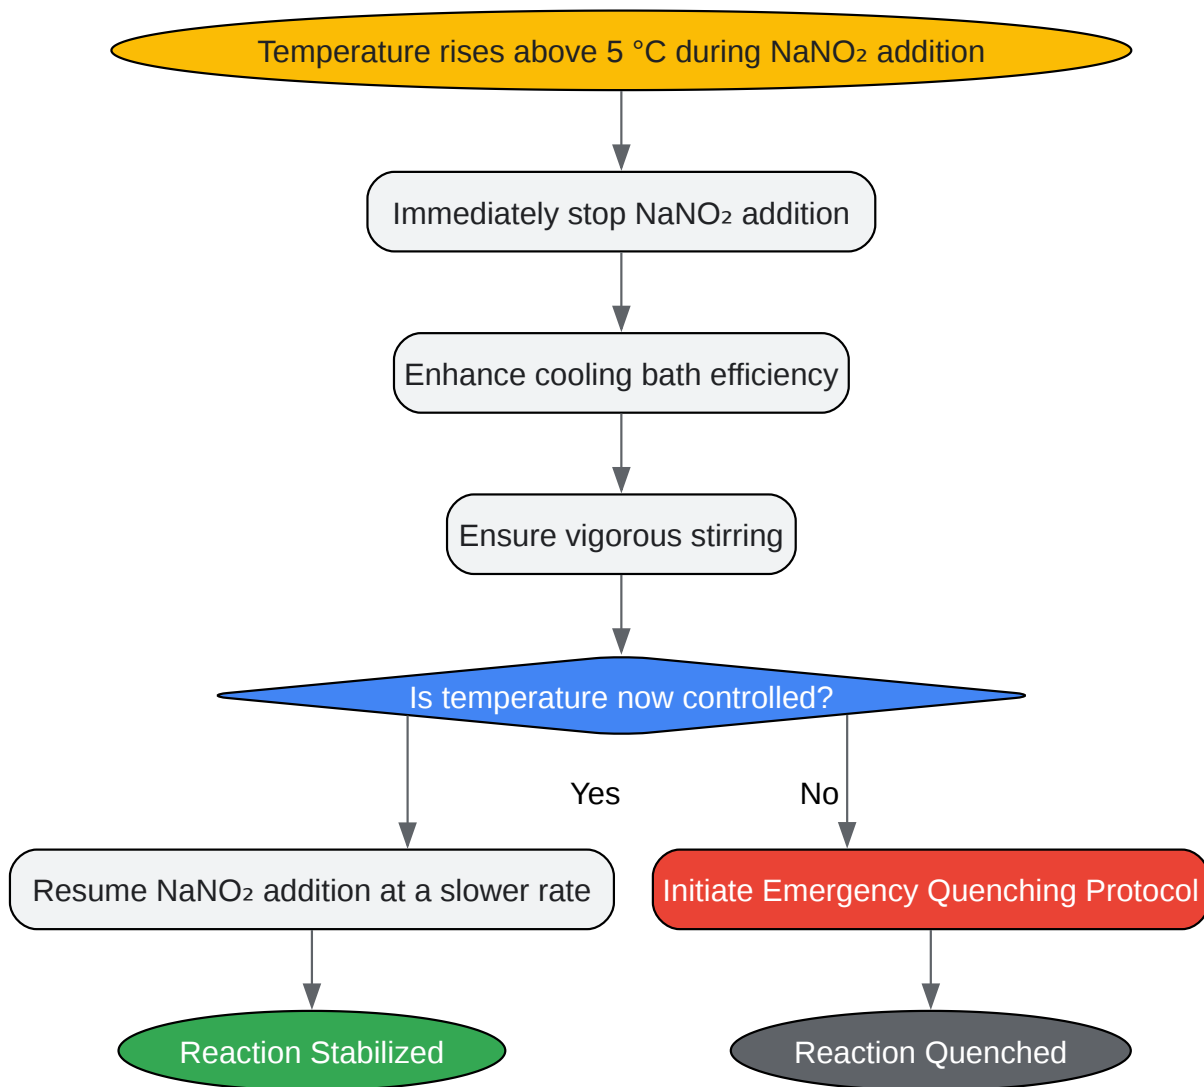 Temperature rises above 5 °C during NaNO₂ addition
Immediately stop NaNO₂ addition
Enhance cooling bath efficiency
Ensure vigorous stirring
Is temperature now controlled?
Yes
No
Resume NaNO₂ addition at a slower rate
Initiate Emergency Quenching Protocol
Reaction Stabilized
Reaction Quenched